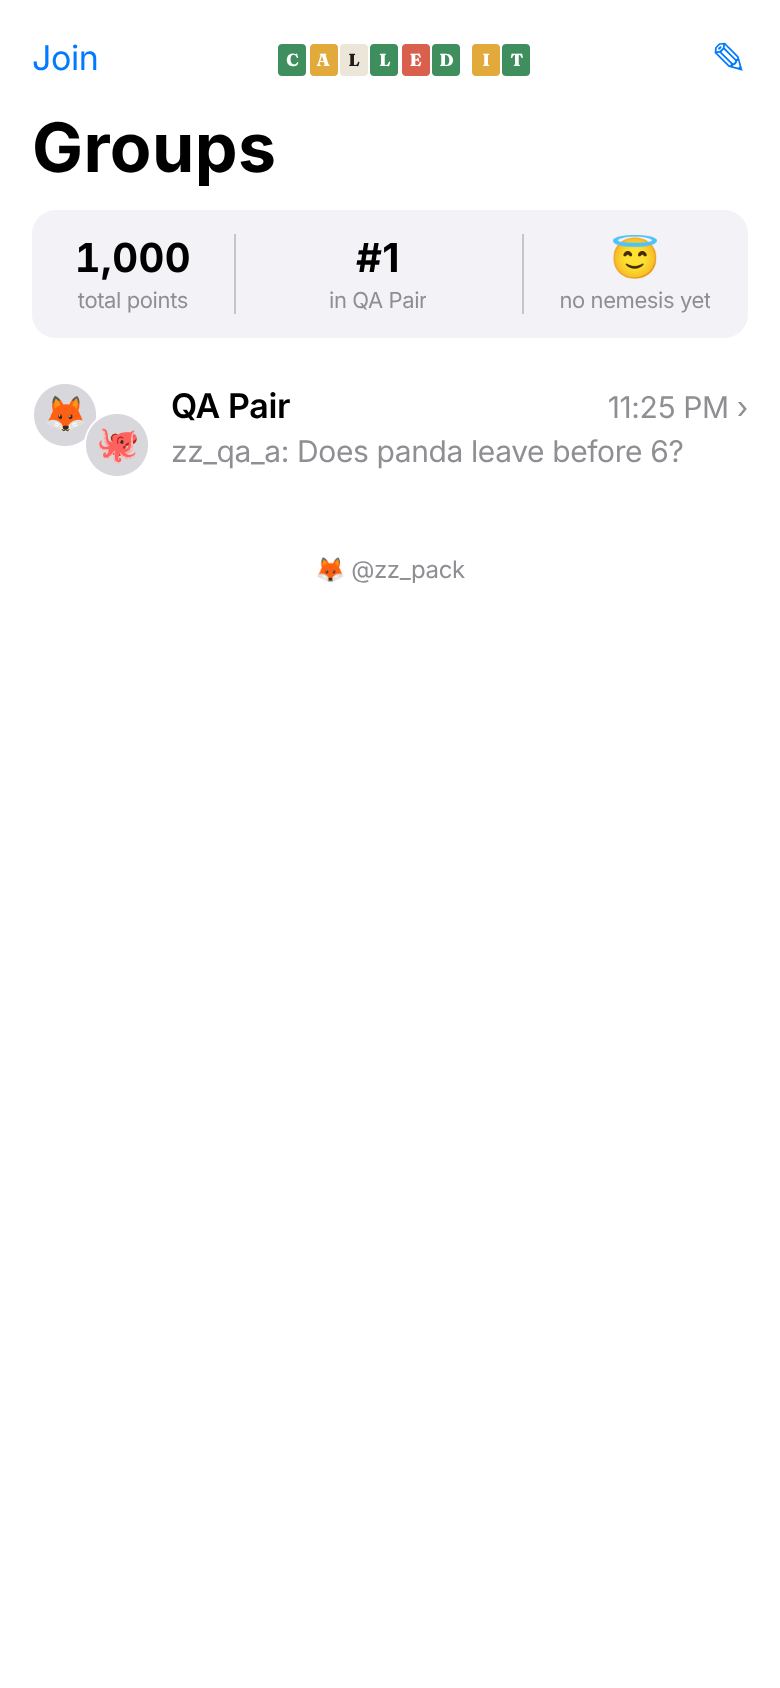 Join
CALLED IT
Groups
1,000
total points
#1
in QA Pair
no nemesis yet
QA Pair
11:25 PM ›
zz_qa_a: Does panda leave before 6?
@zz_pack